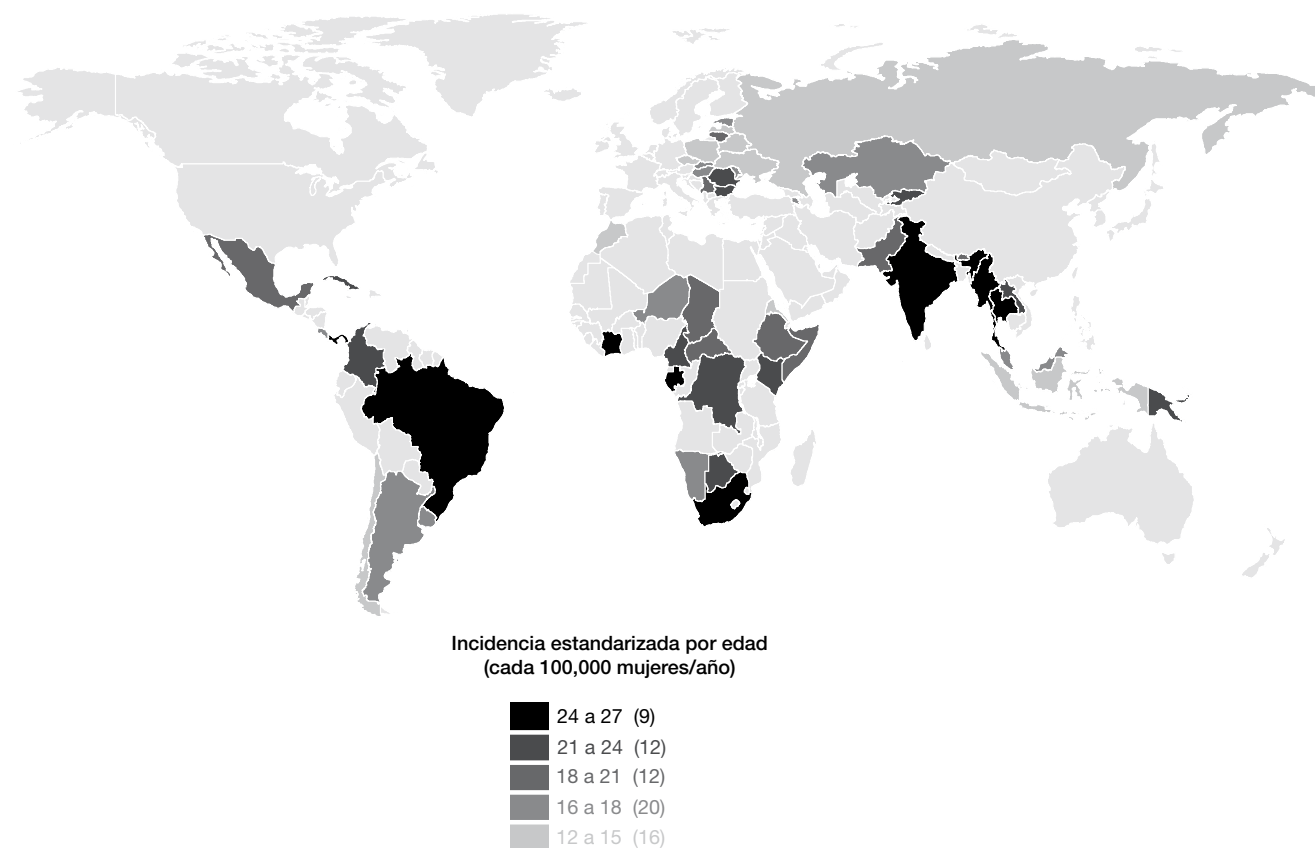 Incidencia estandarizada por edad
(cada 100,000 mujeres/año)
24 a 27 (9)
21 a 24 (12)
18 a 21 (12)
16 a 18 (20)
12 a 15 (16)